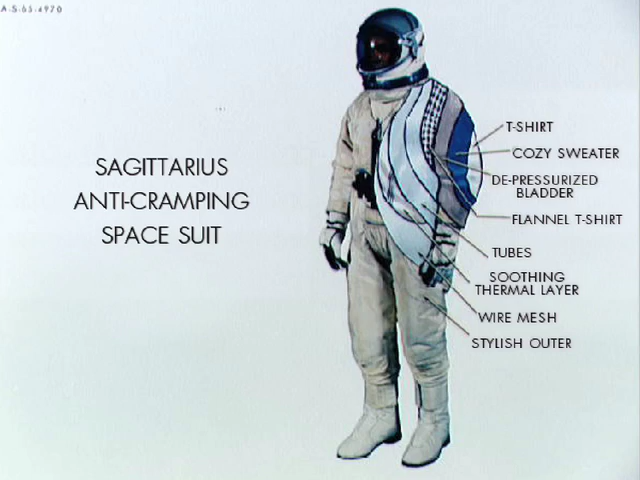 A-S-65-4970
SAGITTARIUS
ANTI-CRAMPING
SPACE SUIT
T-SHIRT
COZY SWEATER
DE-PRESSURIZED
BLADDER
FLANNEL T-SHIRT
TUBES
SOOTHING
THERMAL LAYER
WIRE MESH
STYLISH OUTER